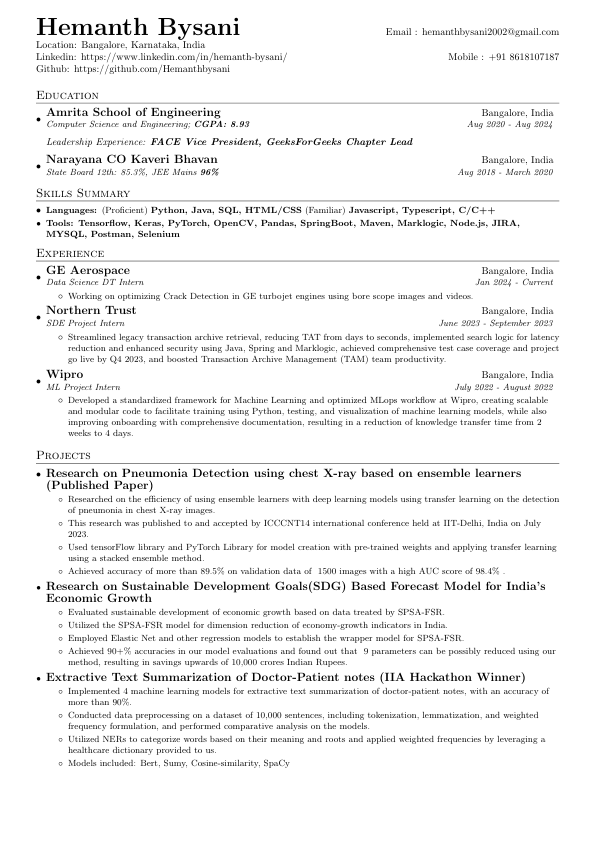 Hemanth Bysani
Email : hemanthbysani2002@gmail.com
Location: Bangalore, Karnataka, India
Linkedin: https://www.linkedin.com/in/hemanth-bysani/
Mobile : +91 8618107187
Github: https://github.com/Hemanthbysani
Education
• Amrita School of Engineering Bangalore, India
Computer Science and Engineering; CGPA: 8.93 Aug 2020 - Aug 2024
Leadership Experience: FACE Vice President, GeeksForGeeks Chapter Lead
• Narayana CO Kaveri Bhavan Bangalore, India
State Board 12th: 85.3%, JEE Mains 96% Aug 2018 - March 2020
Skills Summary
• Languages: (Proficient) Python, Java, SQL, HTML/CSS (Familiar) Javascript, Typescript, C/C++
• Tools: Tensorflow, Keras, PyTorch, OpenCV, Pandas, SpringBoot, Maven, Marklogic, Node.js, JIRA,
MYSQL, Postman, Selenium
Experience
• GE Aerospace Bangalore, India
Data Science DT Intern Jan 2024 - Current
◦ Working on optimizing Crack Detection in GE turbojet engines using bore scope images and videos.
• Northern Trust Bangalore, India
SDE Project Intern June 2023 - September 2023
◦ Streamlined legacy transaction archive retrieval, reducing TAT from days to seconds, implemented search logic for latency
reduction and enhanced security using Java, Spring and Marklogic, achieved comprehensive test case coverage and project
go live by Q4 2023, and boosted Transaction Archive Management (TAM) team productivity.
• Wipro Bangalore, India
ML Project Intern July 2022 - August 2022
◦ Developed a standardized framework for Machine Learning and optimized MLops workflow at Wipro, creating scalable
and modular code to facilitate training using Python, testing, and visualization of machine learning models, while also
improving onboarding with comprehensive documentation, resulting in a reduction of knowledge transfer time from 2
weeks to 4 days.
Projects
• Research on Pneumonia Detection using chest X-ray based on ensemble learners
(Published Paper)
◦ Researched on the efficiency of using ensemble learners with deep learning models using transfer learning on the detection
of pneumonia in chest X-ray images.
◦ This research was published to and accepted by ICCCNT14 international conference held at IIT-Delhi, India on July
2023.
◦ Used tensorFlow library and PyTorch Library for model creation with pre-trained weights and applying transfer learning
using a stacked ensemble method.
◦ Achieved accuracy of more than 89.5% on validation data of 1500 images with a high AUC score of 98.4% .
• Research on Sustainable Development Goals(SDG) Based Forecast Model for India's
Economic Growth
◦ Evaluated sustainable development of economic growth based on data treated by SPSA-FSR.
◦ Utilized the SPSA-FSR model for dimension reduction of economy-growth indicators in India.
◦ Employed Elastic Net and other regression models to establish the wrapper model for SPSA-FSR.
◦ Achieved 90+% accuracies in our model evaluations and found out that 9 parameters can be possibly reduced using our
method, resulting in savings upwards of 10,000 crores Indian Rupees.
• Extractive Text Summarization of Doctor-Patient notes (IIA Hackathon Winner)
◦ Implemented 4 machine learning models for extractive text summarization of doctor-patient notes, with an accuracy of
more than 90%.
◦ Conducted data preprocessing on a dataset of 10,000 sentences, including tokenization, lemmatization, and weighted
frequency formulation, and performed comparative analysis on the models.
◦ Utilized NERs to categorize words based on their meaning and roots and applied weighted frequencies by leveraging a
healthcare dictionary provided to us.
◦ Models included: Bert, Sumy, Cosine-similarity, SpaCy